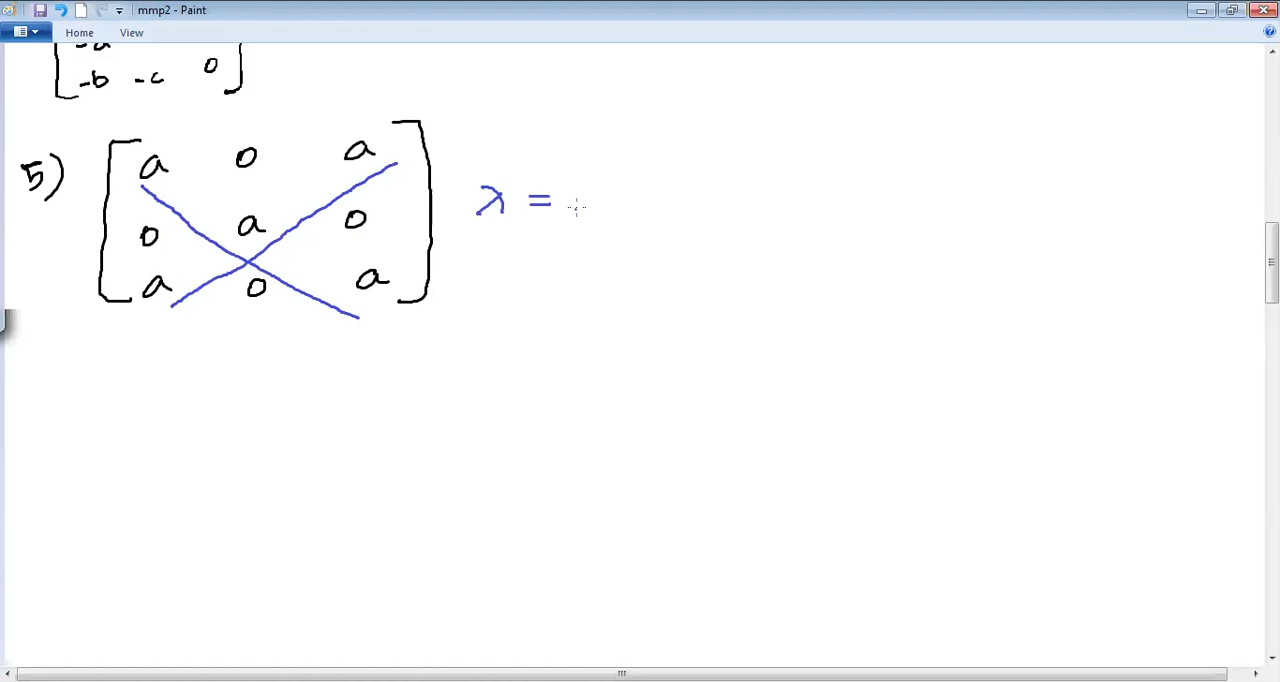 mmp2 - Paint
Home View
-b -c 0
5) [ a 0 a ] λ =
0 a 0
a 0 a